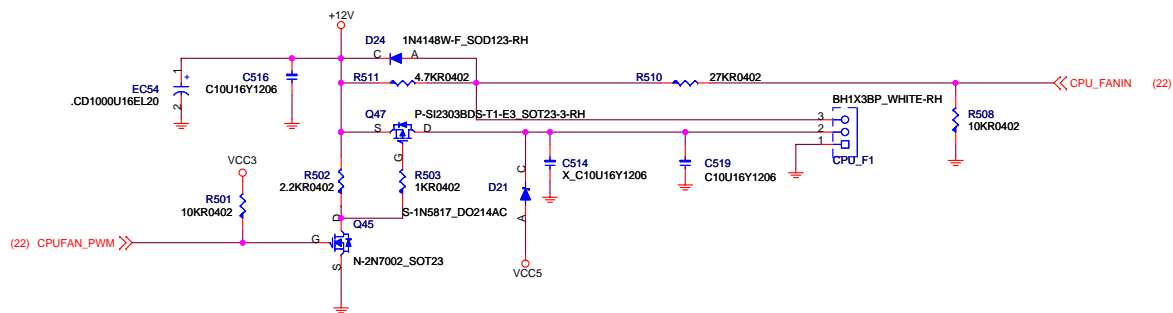 +12V
D24 1N4148W-F_SOD123-RH
C A
R511 4.7KR0402
R510 27KR0402
CPU_FANIN (22)
1
+
EC54
.CD1000U16EL20
2
C516
C10U16Y1206
Q47 P-SI2303BDS-T1-E3_SOT23-3-RH
S D
G
BH1X3BP_WHITE-RH
3
2
1
CPU_F1
R508
10KR0402
VCC3
R501
10KR0402
R502
2.2KR0402
R503
1KR0402
C514
X_C10U16Y1206
C519
C10U16Y1206
C
D21
S-1N5817_DO214AC
A
VCC5
(22) CPUFAN_PWM
D
Q45
G
S
N-2N7002_SOT23